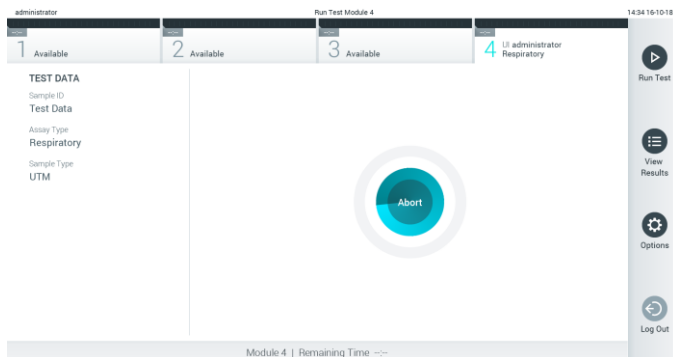 administrator
Run Test Module 4
14:34 16-10-18
--:--
1 Available
--:--
2 Available
--:--
3 Available
--:--
4 UI administrator
Respiratory
TEST DATA
Sample ID
Test Data
Assay Type
Respiratory
Sample Type
UTM
Abort
Run Test
View
Results
Options
Log Out
Module 4 | Remaining Time --:--